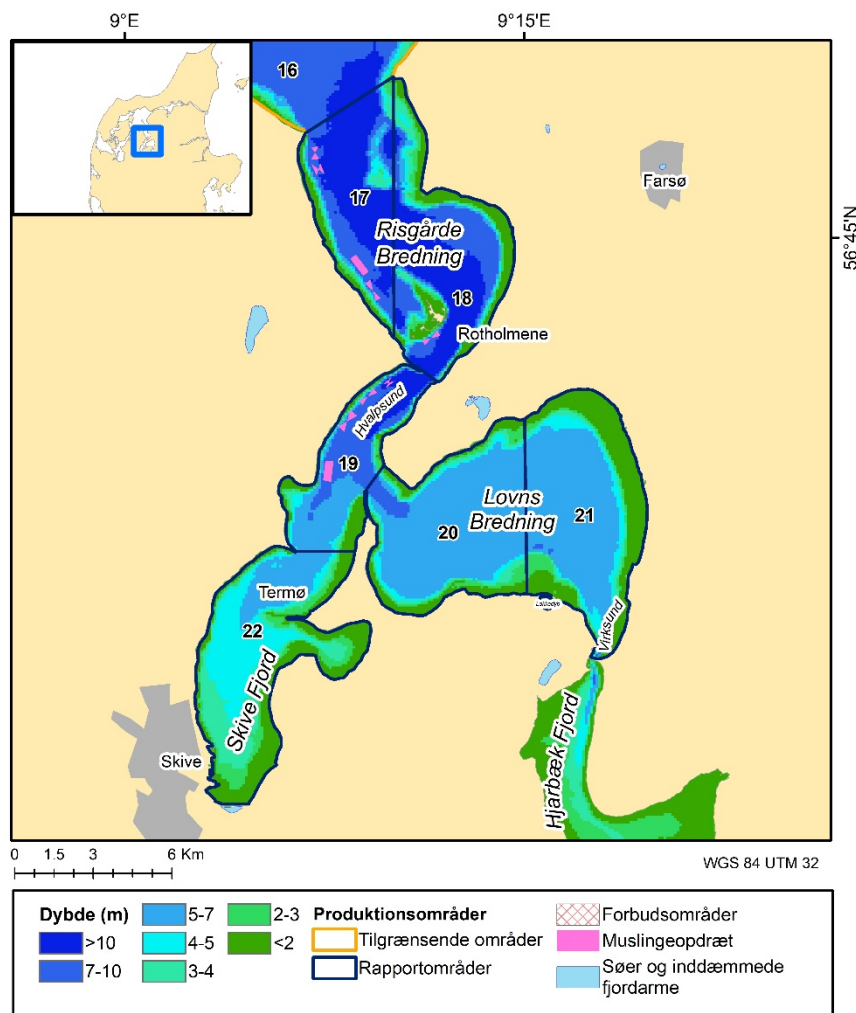 9°E
9°15'E
16
Farsø
17
Risgårde
Bredning
56°45'N
18
Rotholmene
Hvalpsund
19
Lovns
Bredning
20
21
Termø
22
Virksund
Skive Fjord
Skive
Hjarbæk Fjord
0 1.5 3 6 Km
WGS 84 UTM 32
Dybde (m)
>10
7-10
5-7
4-5
3-4
2-3
<2
Produktionsområder
Tilgrænsende områder
Rapportområder
Forbudsområder
Muslingeopdræt
Søer og inddæmmede
fjordarme